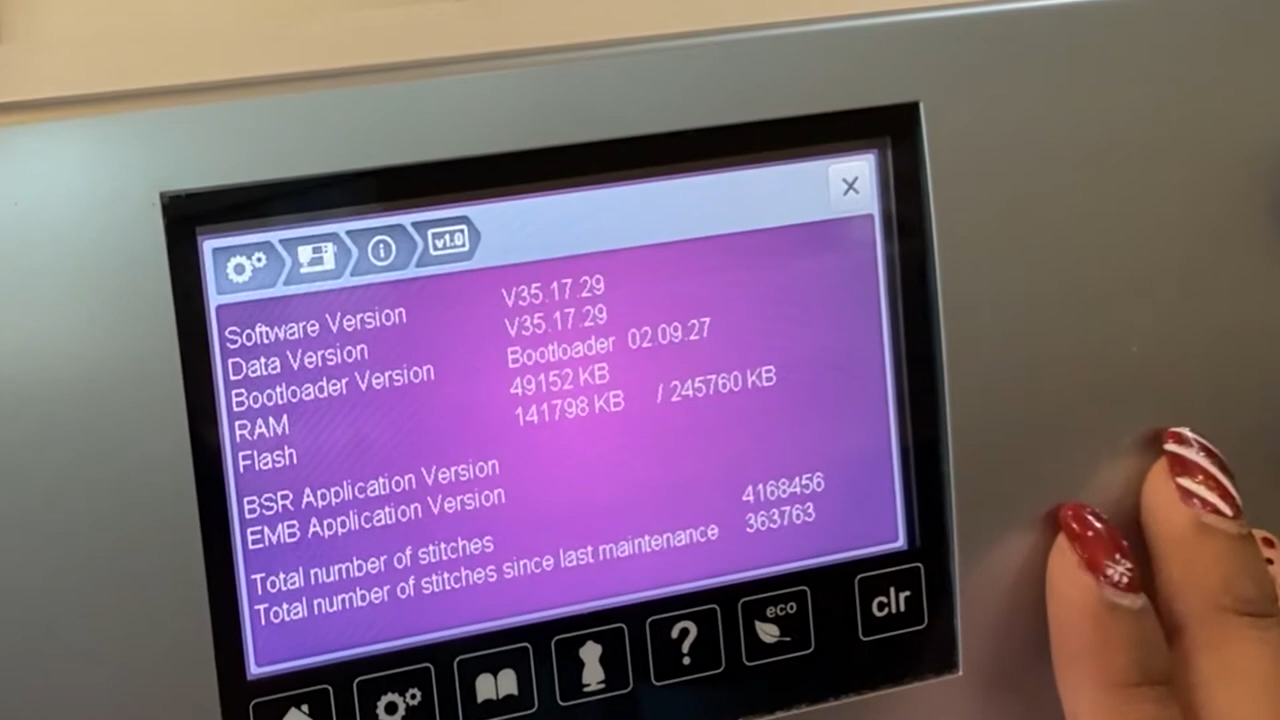 v1.0
Software Version V35.17.29
Data Version V35.17.29
Bootloader Version Bootloader 02.09.27
RAM 49152 KB
Flash 141798 KB / 245760 KB
BSR Application Version
EMB Application Version
Total number of stitches 4168456
Total number of stitches since last maintenance 363763
? eco clr